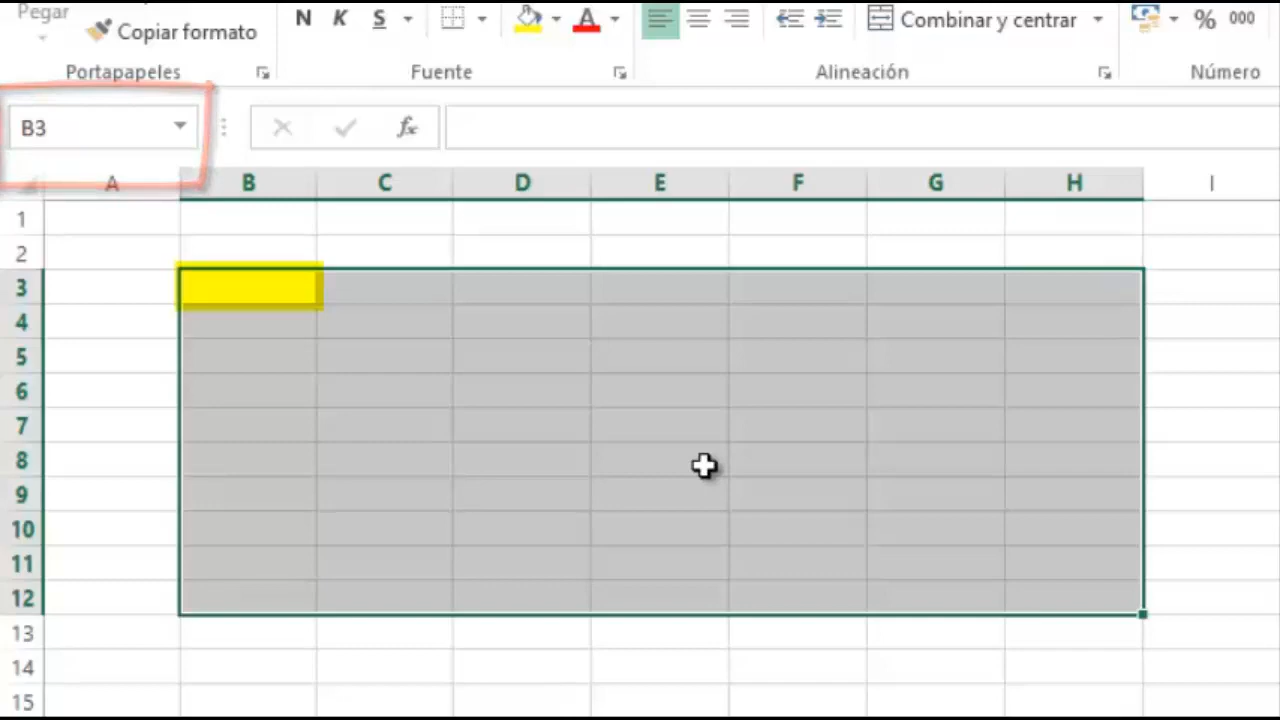 Pegar
Copiar formato
N K S A Combinar y centrar % 000
Portapapeles Fuente Alineación Número
B3 fx
A B C D E F G H I
1
2
3
4
5
6
7
8
9
10
11
12
13
14
15